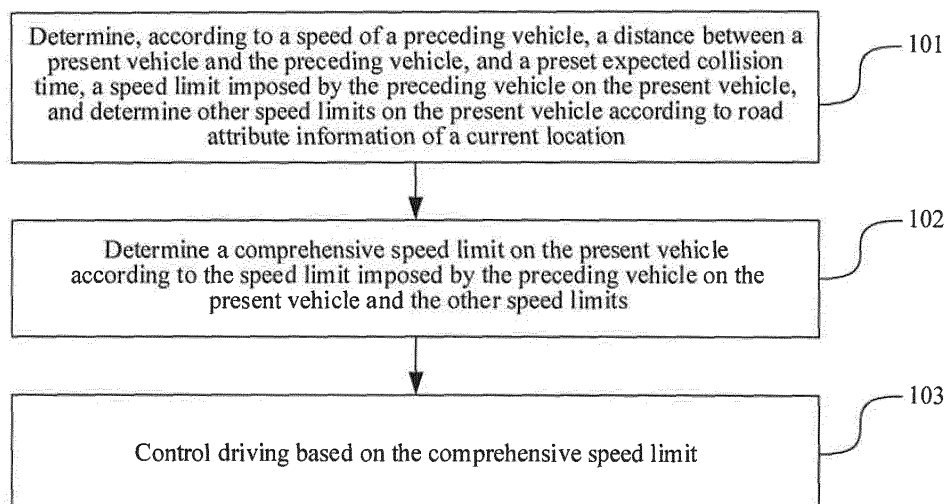 Determine, according to a speed of a preceding vehicle, a distance between a
present vehicle and the preceding vehicle, and a preset expected collision
time, a speed limit imposed by the preceding vehicle on the present vehicle,
and determine other speed limits on the present vehicle according to road
attribute information of a current location
101
Determine a comprehensive speed limit on the present vehicle
according to the speed limit imposed by the preceding vehicle on the
present vehicle and the other speed limits
102
Control driving based on the comprehensive speed limit
103